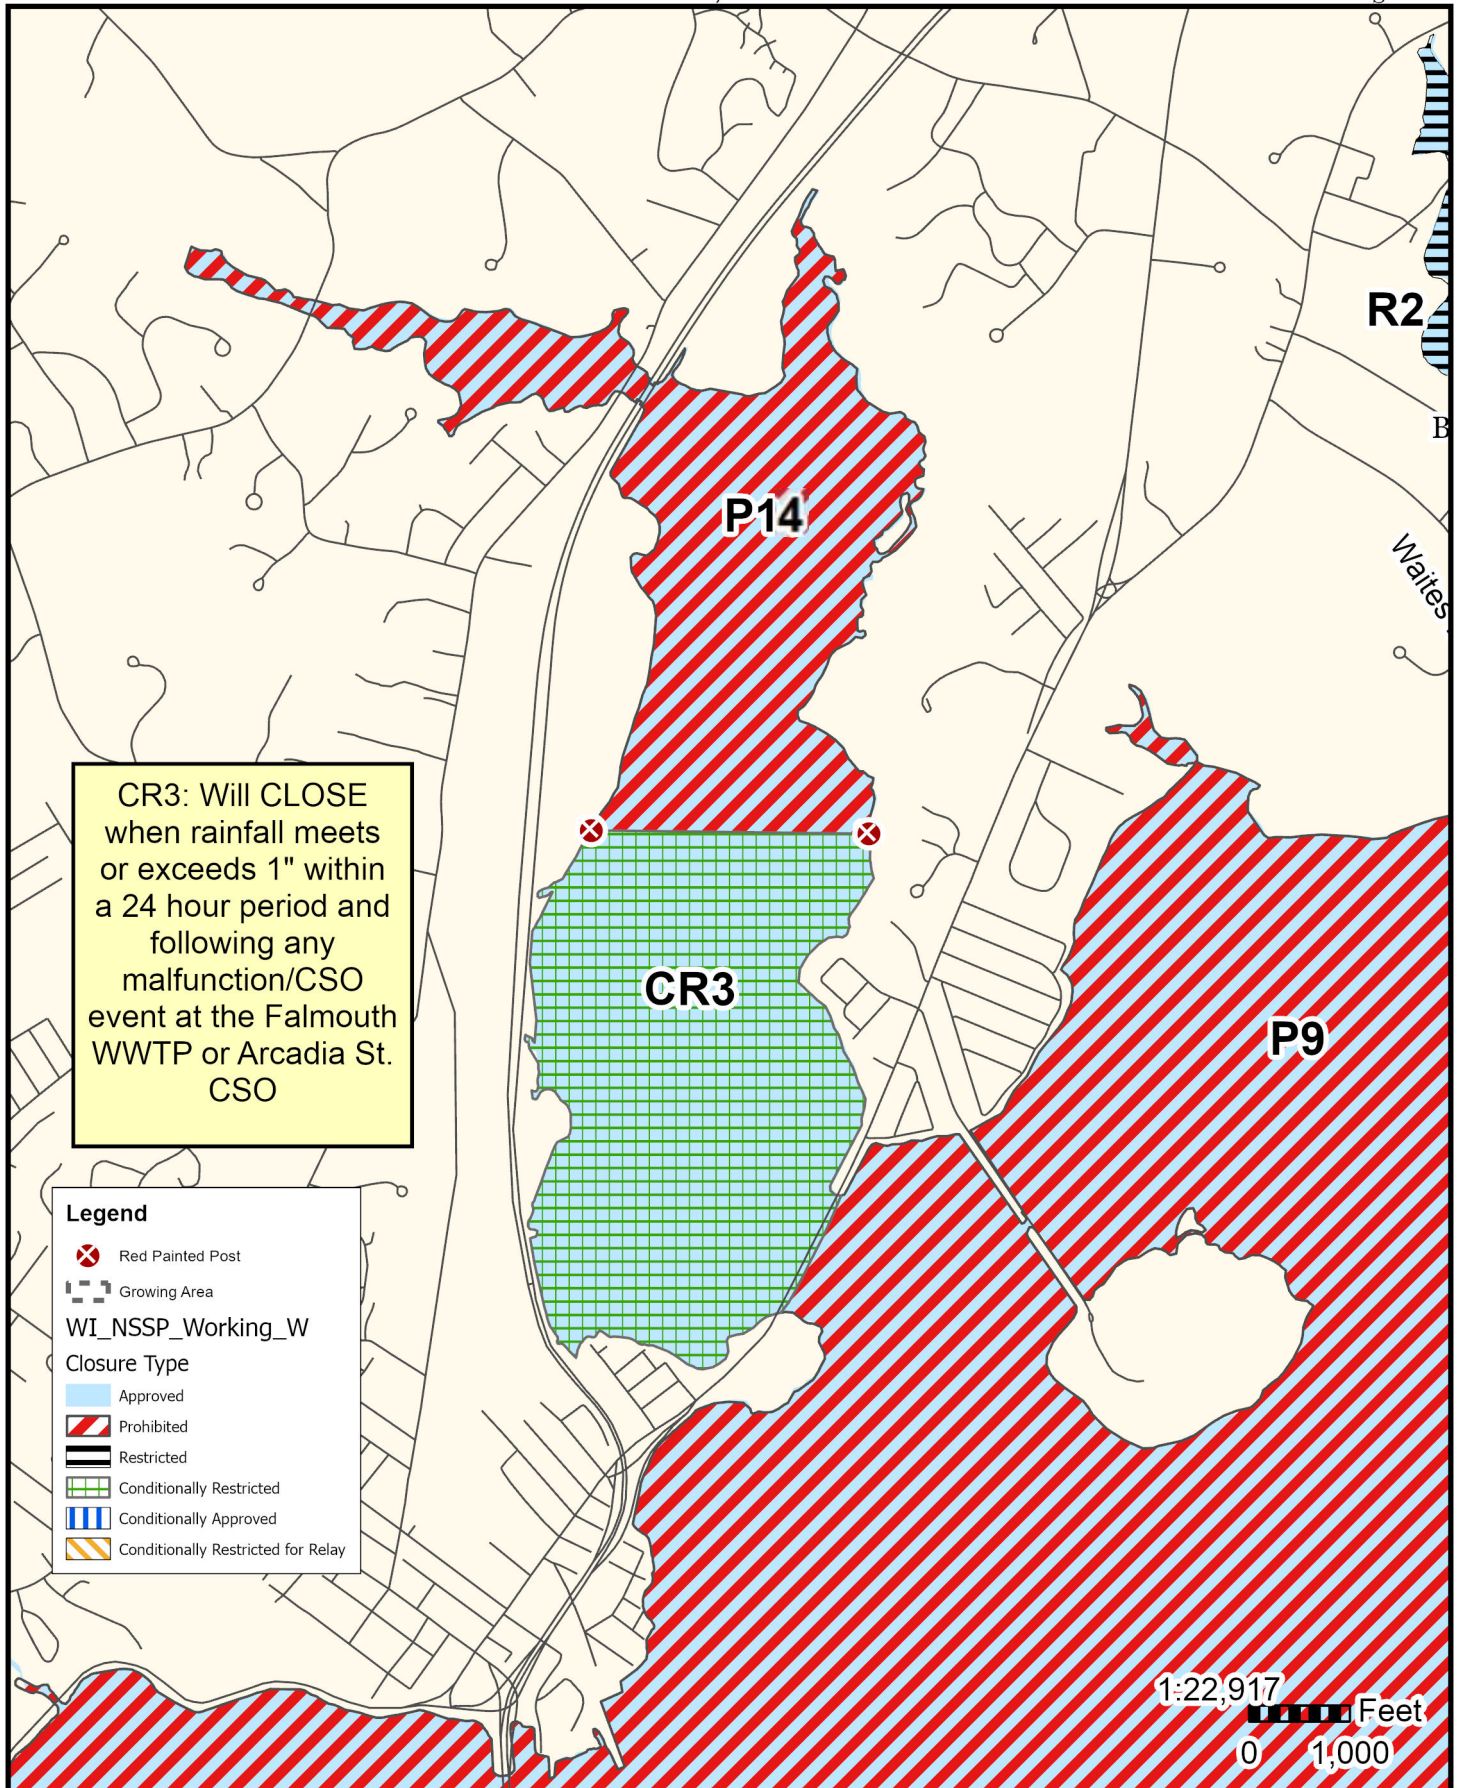 R2
B
P14
Waites
CR3: Will CLOSE
when rainfall meets
or exceeds 1" within
a 24 hour period and
following any
malfunction/CSO
event at the Falmouth
WWTP or Arcadia St.
CSO
CR3
P9
Legend
Red Painted Post
Growing Area
WI_NSSP_Working_W
Closure Type
Approved
Prohibited
Restricted
Conditionally Restricted
Conditionally Approved
Conditionally Restricted for Relay
1:22,917
Feet
0 1,000